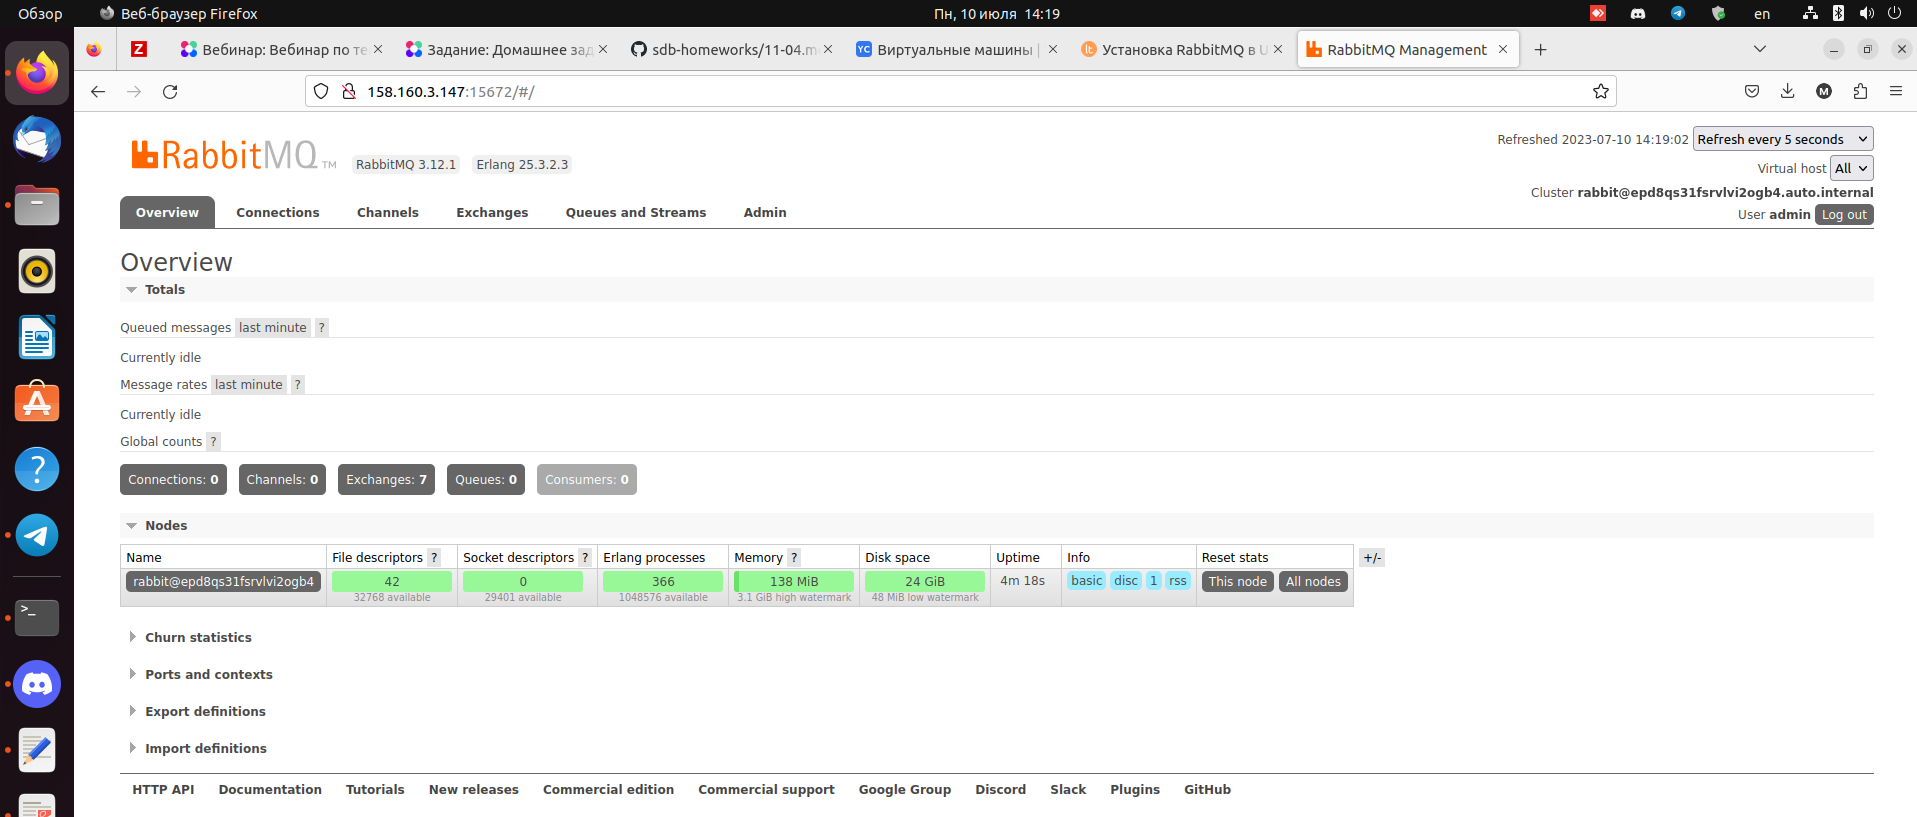 Обзор Веб-браузер Firefox Пн, 10 июля 14:19 en
Z Вебинар: Вебинар по те Задание: Домашнее зад sdb-homeworks/11-04.m YC Виртуальные машины | lt Установка RabbitMQ в U RabbitMQ Management
158.160.3.147:15672/#/ M
RabbitMQ TM RabbitMQ 3.12.1 Erlang 25.3.2.3
Refreshed 2023-07-10 14:19:02 Refresh every 5 seconds
Virtual host All
Cluster rabbit@epd8qs31fsrvlvi2ogb4.auto.internal
User admin Log out
Overview Connections Channels Exchanges Queues and Streams Admin
Overview
Totals
Queued messages last minute ?
Currently idle
Message rates last minute ?
Currently idle
Global counts ?
Connections: 0 Channels: 0 Exchanges: 7 Queues: 0 Consumers: 0
Nodes
Name File descriptors ? Socket descriptors ? Erlang processes Memory ? Disk space Uptime Info Reset stats +/-
rabbit@epd8qs31fsrvlvi2ogb4 42 0 366 138 MiB 24 GiB 4m 18s basic disc 1 rss This node All nodes
32768 available 29401 available 1048576 available 3.1 GiB high watermark 48 MiB low watermark
Churn statistics
Ports and contexts
Export definitions
Import definitions
HTTP API Documentation Tutorials New releases Commercial edition Commercial support Google Group Discord Slack Plugins GitHub